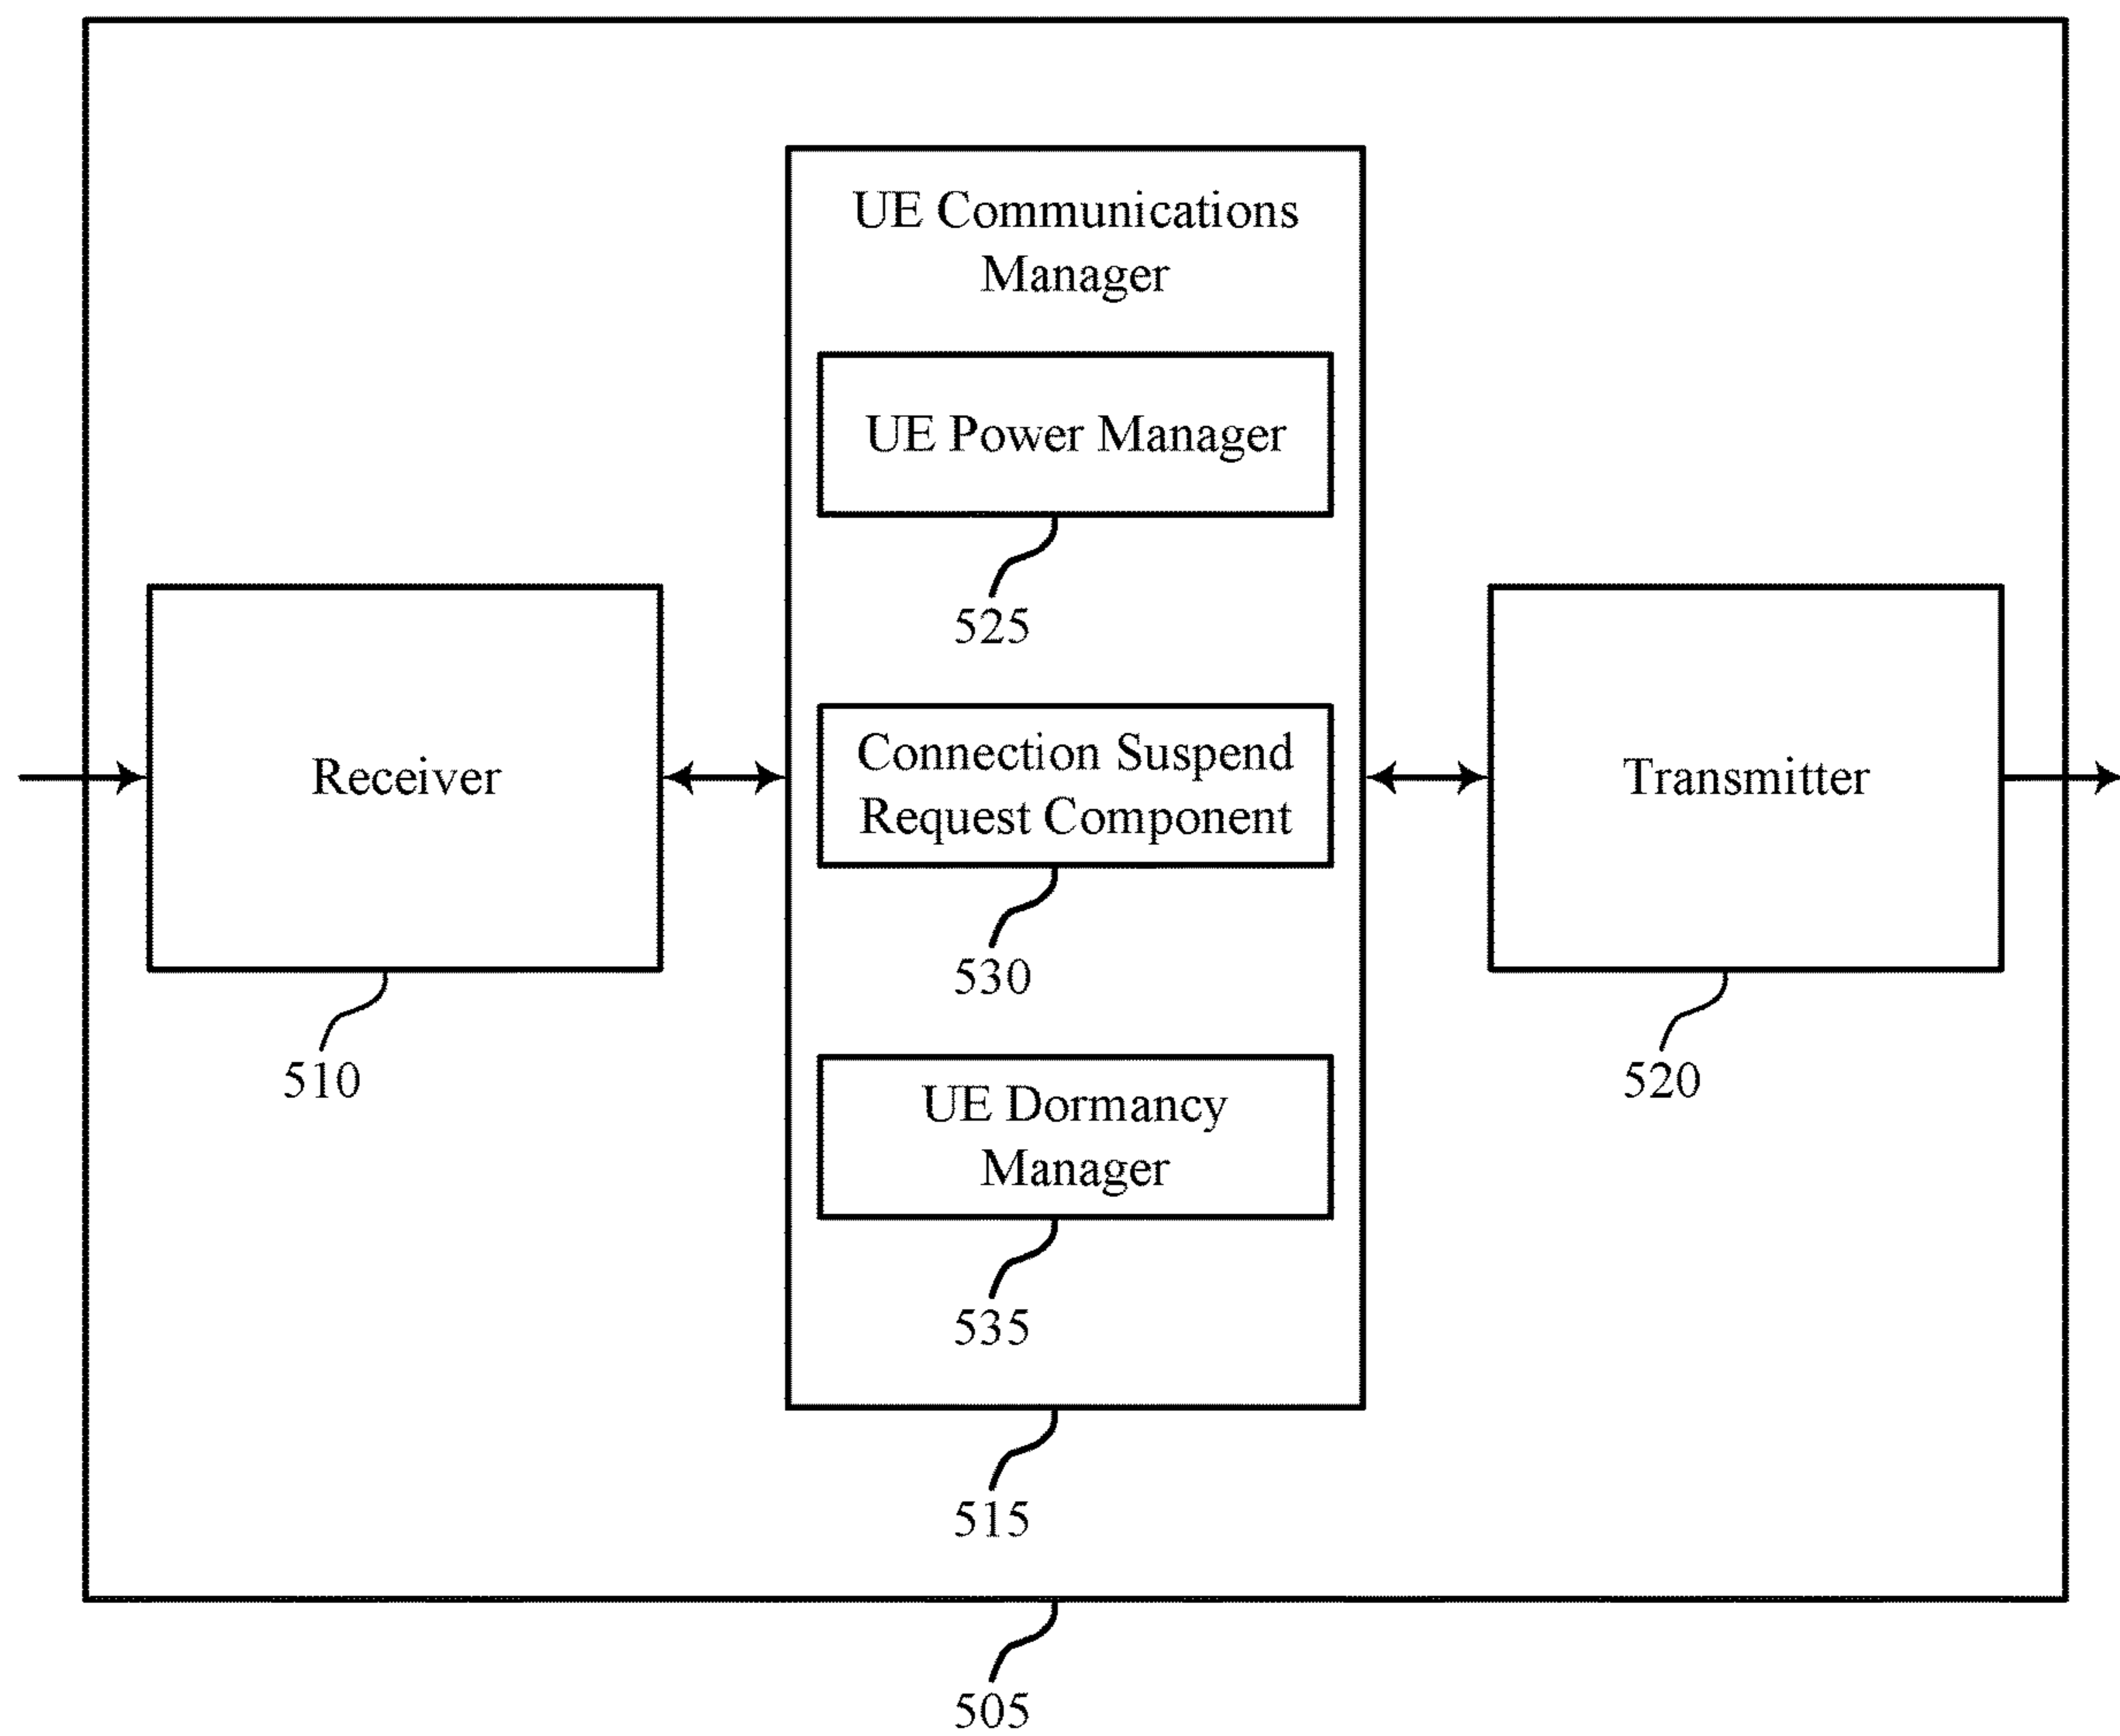 UE Communications
Manager
UE Power Manager
525
Receiver
510
Connection Suspend
Request Component
530
Transmitter
520
UE Dormancy
Manager
535
515
505